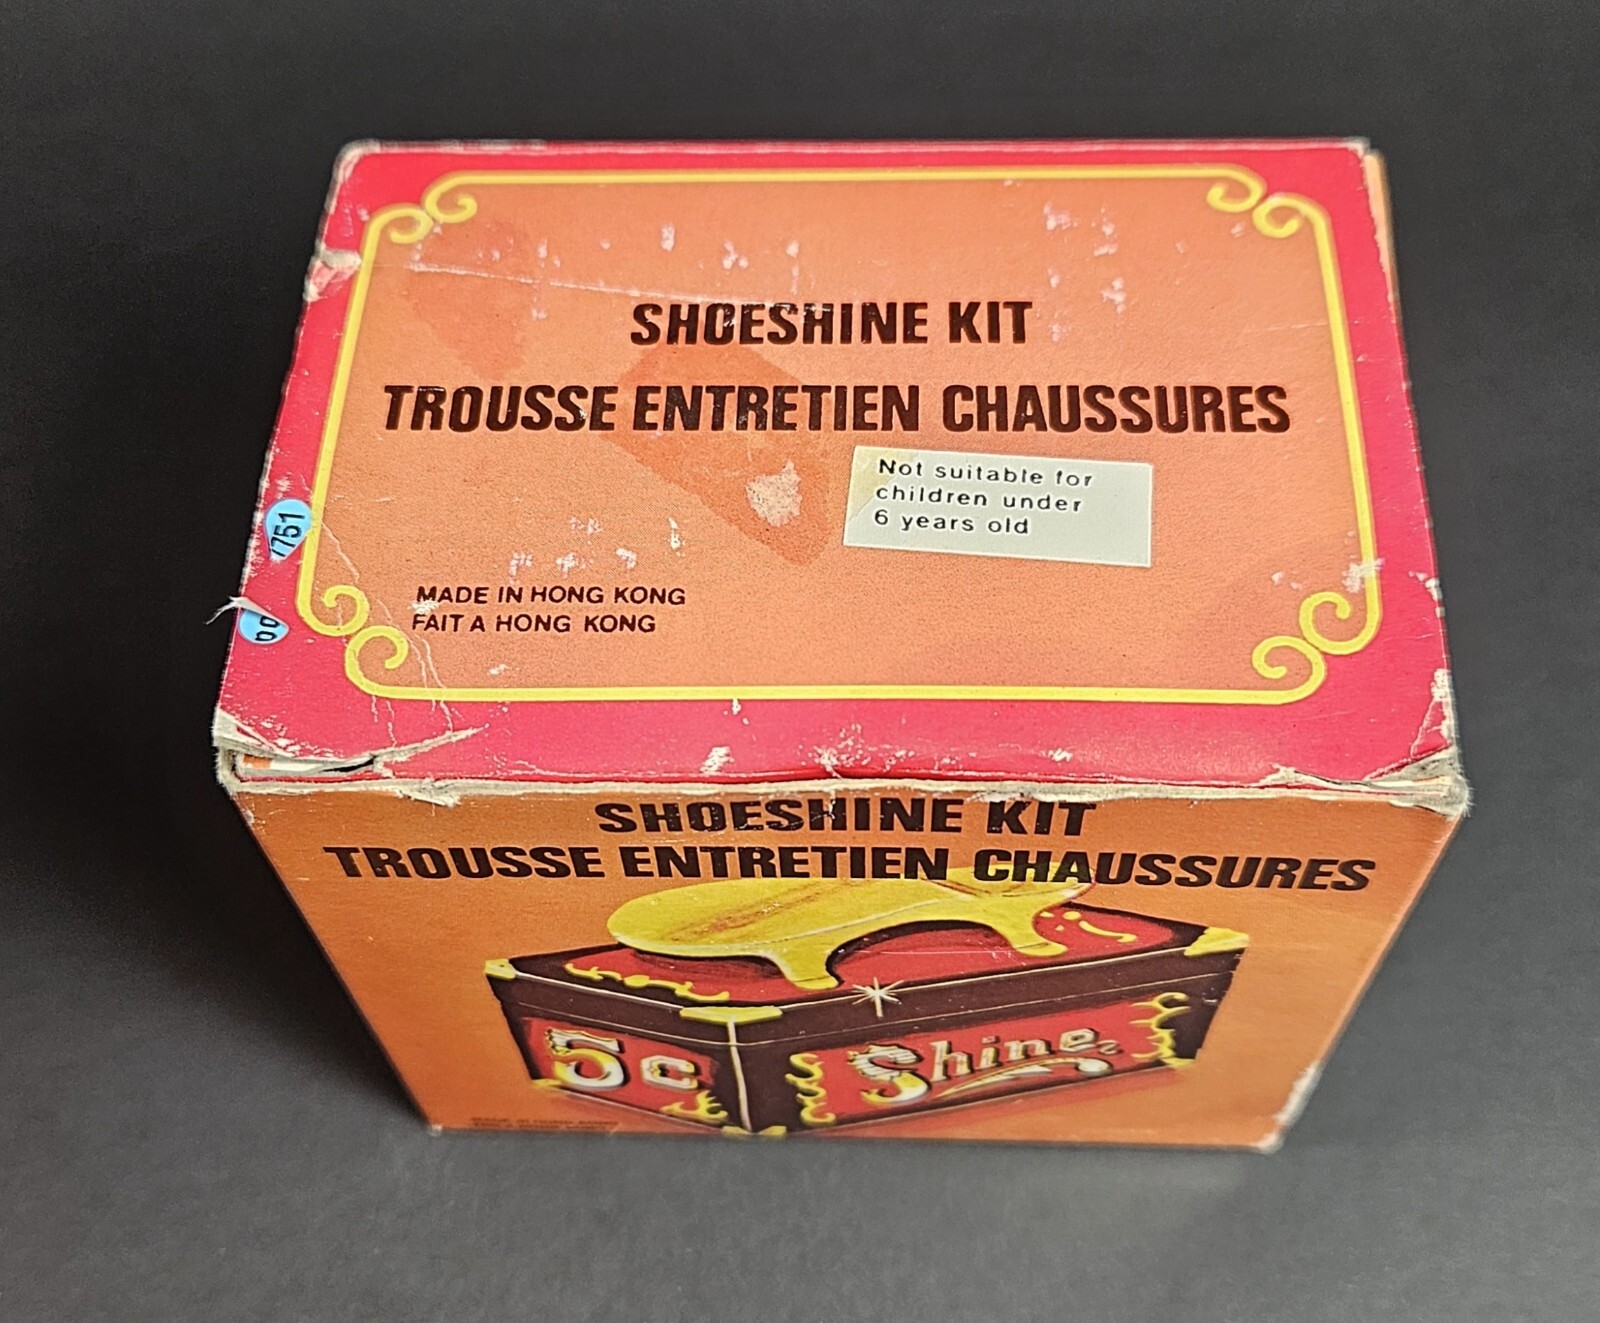 SHOESHINE KIT
TROUSSE ENTRETIEN CHAUSSURES
Not suitable for
children under
6 years old
MADE IN HONG KONG
FAIT A HONG KONG
SHOESHINE KIT
TROUSSE ENTRETIEN CHAUSSURES
5c
Shine